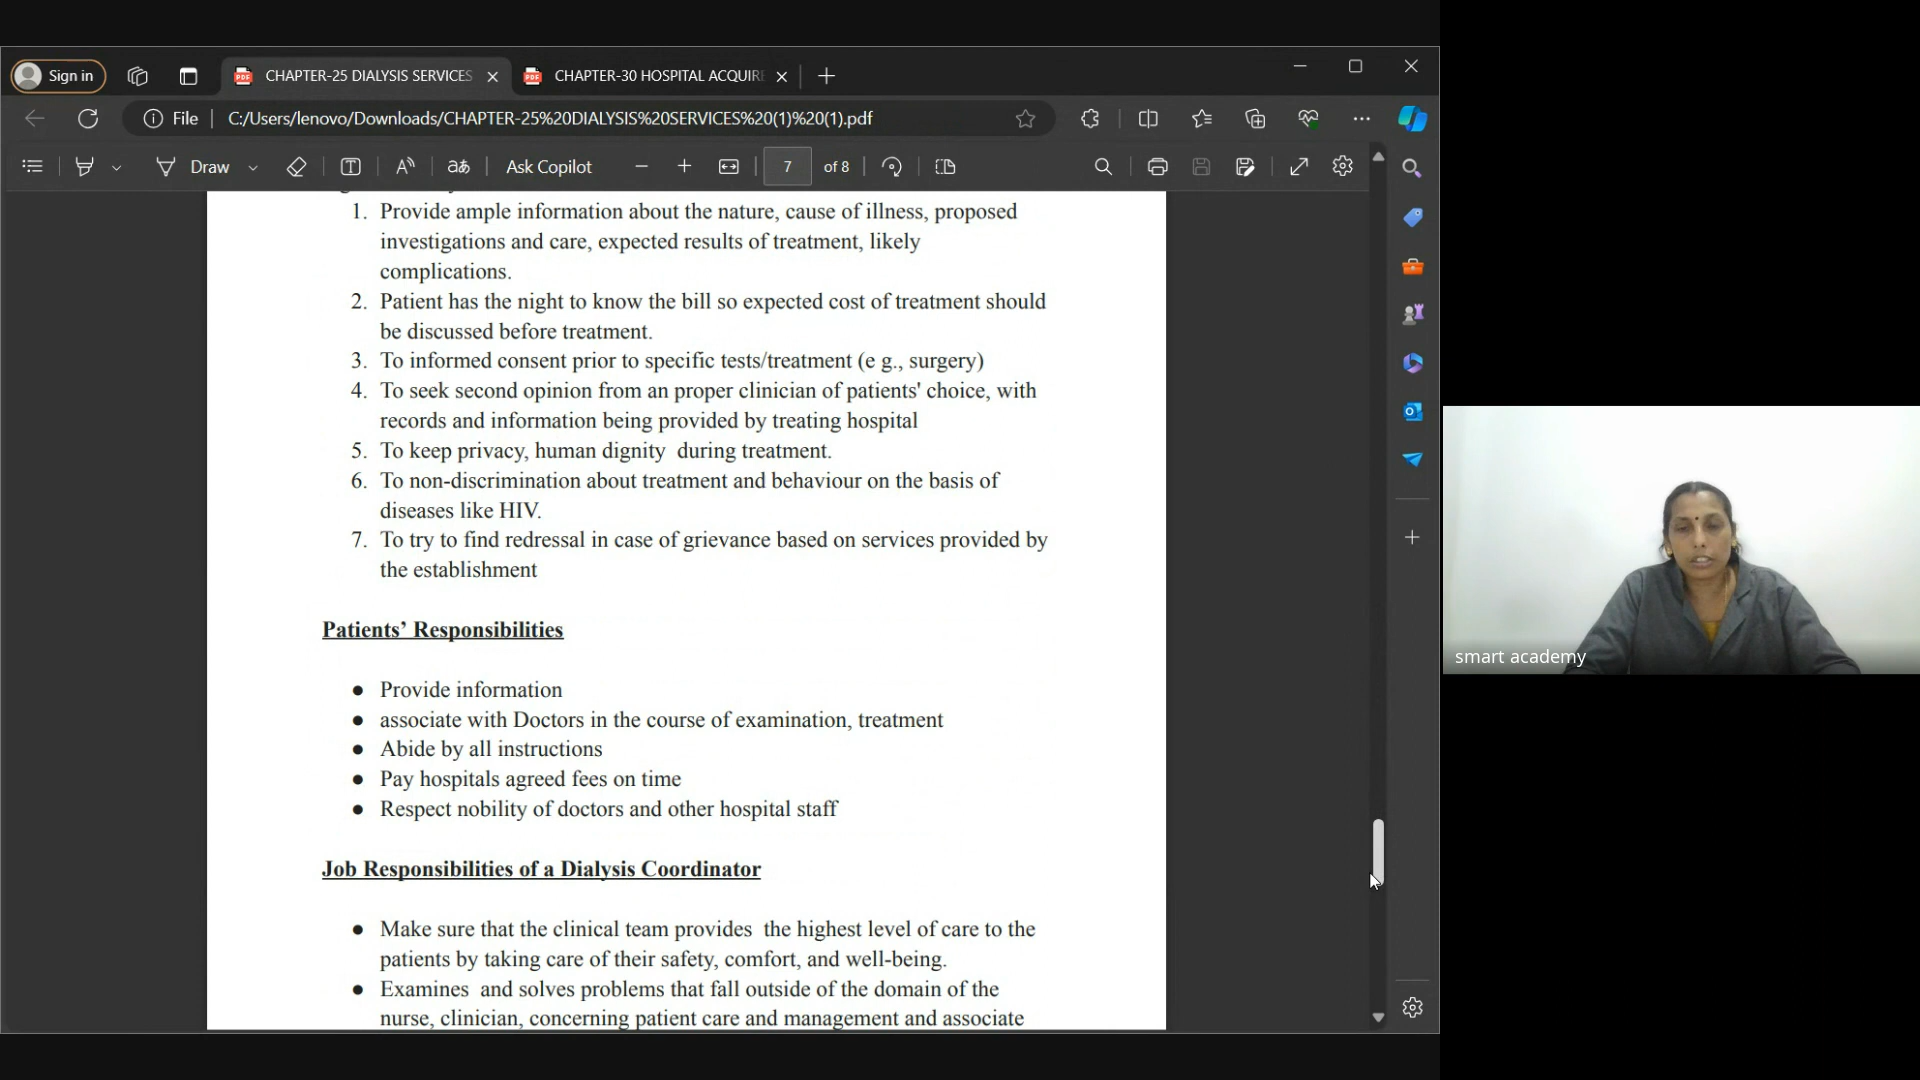 Sign in
CHAPTER-25 DIALYSIS SERVICES
CHAPTER-30 HOSPITAL ACQUIRE
File
C:/Users/lenovo/Downloads/CHAPTER-25%20DIALYSIS%20SERVICES%20(1)%20(1).pdf
Draw
Ask Copilot
7 of 8
1. Provide ample information about the nature, cause of illness, proposed
investigations and care, expected results of treatment, likely
complications.
2. Patient has the night to know the bill so expected cost of treatment should
be discussed before treatment.
3. To informed consent prior to specific tests/treatment (e g., surgery)
4. To seek second opinion from an proper clinician of patients' choice, with
records and information being provided by treating hospital
5. To keep privacy, human dignity during treatment.
6. To non-discrimination about treatment and behaviour on the basis of
diseases like HIV.
7. To try to find redressal in case of grievance based on services provided by
the establishment
Patients’ Responsibilities
● Provide information
● associate with Doctors in the course of examination, treatment
● Abide by all instructions
● Pay hospitals agreed fees on time
● Respect nobility of doctors and other hospital staff
Job Responsibilities of a Dialysis Coordinator
● Make sure that the clinical team provides the highest level of care to the
patients by taking care of their safety, comfort, and well-being.
● Examines and solves problems that fall outside of the domain of the
nurse, clinician, concerning patient care and management and associate
smart academy